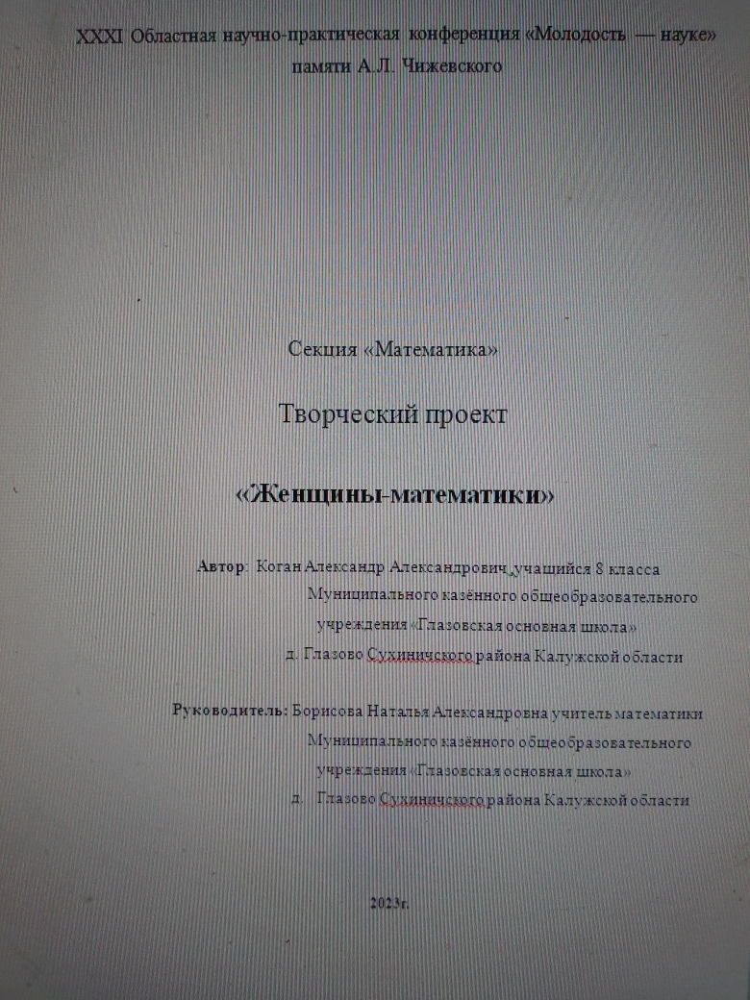 XXXI Областная научно-практическая конференция «Молодость — науке»
памяти А.Л. Чижевского
Секция «Математика»
Творческий проект
«Женщины-математики»
Автор: Коган Александр Александрович, учащийся 8 класса
Муниципального казённого общеобразовательного
учреждения «Глазовская основная школа»
д. Глазово Сухиничского района Калужской области
Руководитель: Борисова Наталья Александровна учитель математики
Муниципального казённого общеобразовательного
учреждения «Глазовская основная школа»
д. Глазово Сухиничского района Калужской области
2023г.